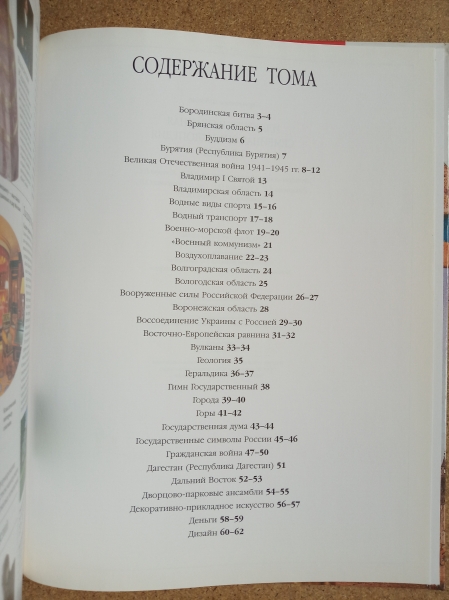 СОДЕРЖАНИЕ ТОМА
Бородинская битва 3–4
Брянская область 5
Буддизм 6
Бурятия (Республика Бурятия) 7
Великая Отечественная война 1941–1945 гг. 8–12
Владимир I Святой 13
Владимирская область 14
Водные виды спорта 15–16
Водный транспорт 17–18
Военно-морской флот 19–20
«Военный коммунизм» 21
Воздухоплавание 22–23
Волгоградская область 24
Вологодская область 25
Вооруженные силы Российской Федерации 26–27
Воронежская область 28
Воссоединение Украины с Россией 29–30
Восточно-Европейская равнина 31–32
Вулканы 33–34
Геология 35
Геральдика 36–37
Гимн Государственный 38
Города 39–40
Горы 41–42
Государственная дума 43–44
Государственные символы России 45–46
Гражданская война 47–50
Дагестан (Республика Дагестан) 51
Дальний Восток 52–53
Дворцово-парковые ансамбли 54–55
Декоративно-прикладное искусство 56–57
Деньги 58–59
Дизайн 60–62